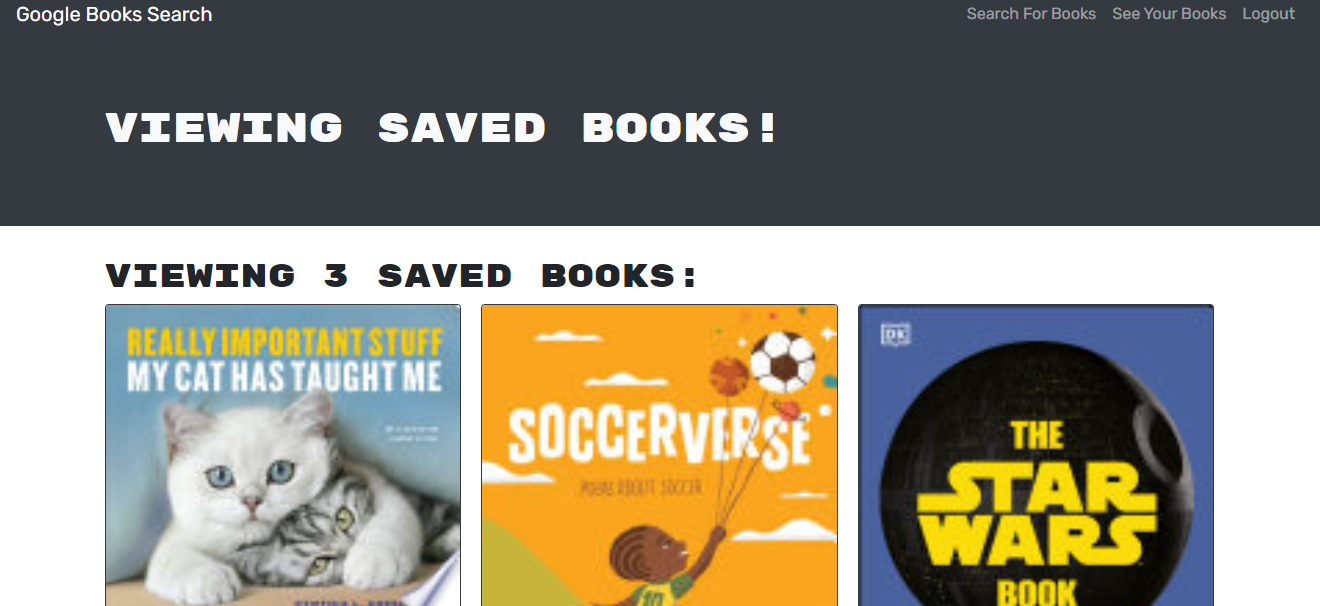 Google Books Search
Search For Books See Your Books Logout
VIEWING SAVED BOOKS!
VIEWING 3 SAVED BOOKS:
REALLY IMPORTANT STUFF
MY CAT HAS TAUGHT ME
SOCCERVERSE
POEMS ABOUT SOCCER
10
DK
THE
STAR
WARS
BOOK